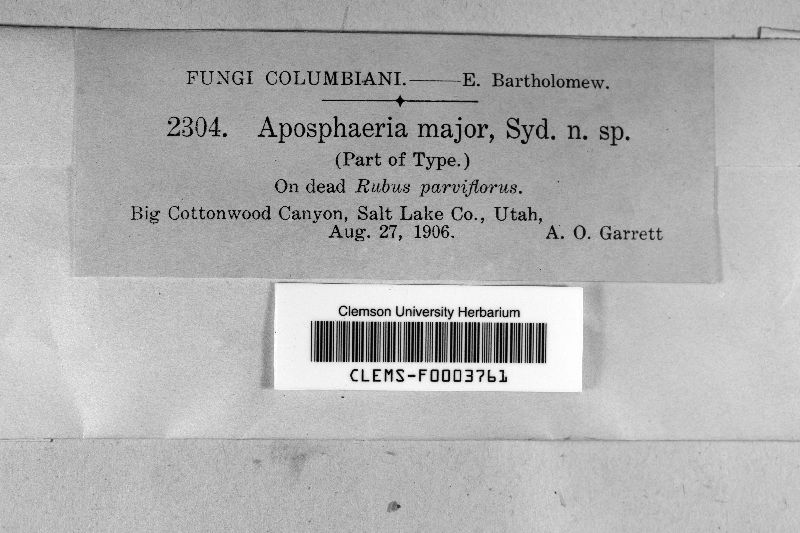 FUNGI COLUMBIANI.——E. Bartholomew.
2304. Aposphaeria major, Syd. n. sp.
(Part of Type.)
On dead Rubus parviflorus.
Big Cottonwood Canyon, Salt Lake Co., Utah,
Aug. 27, 1906. A. O. Garrett
Clemson University Herbarium
CLEMS-F0003761